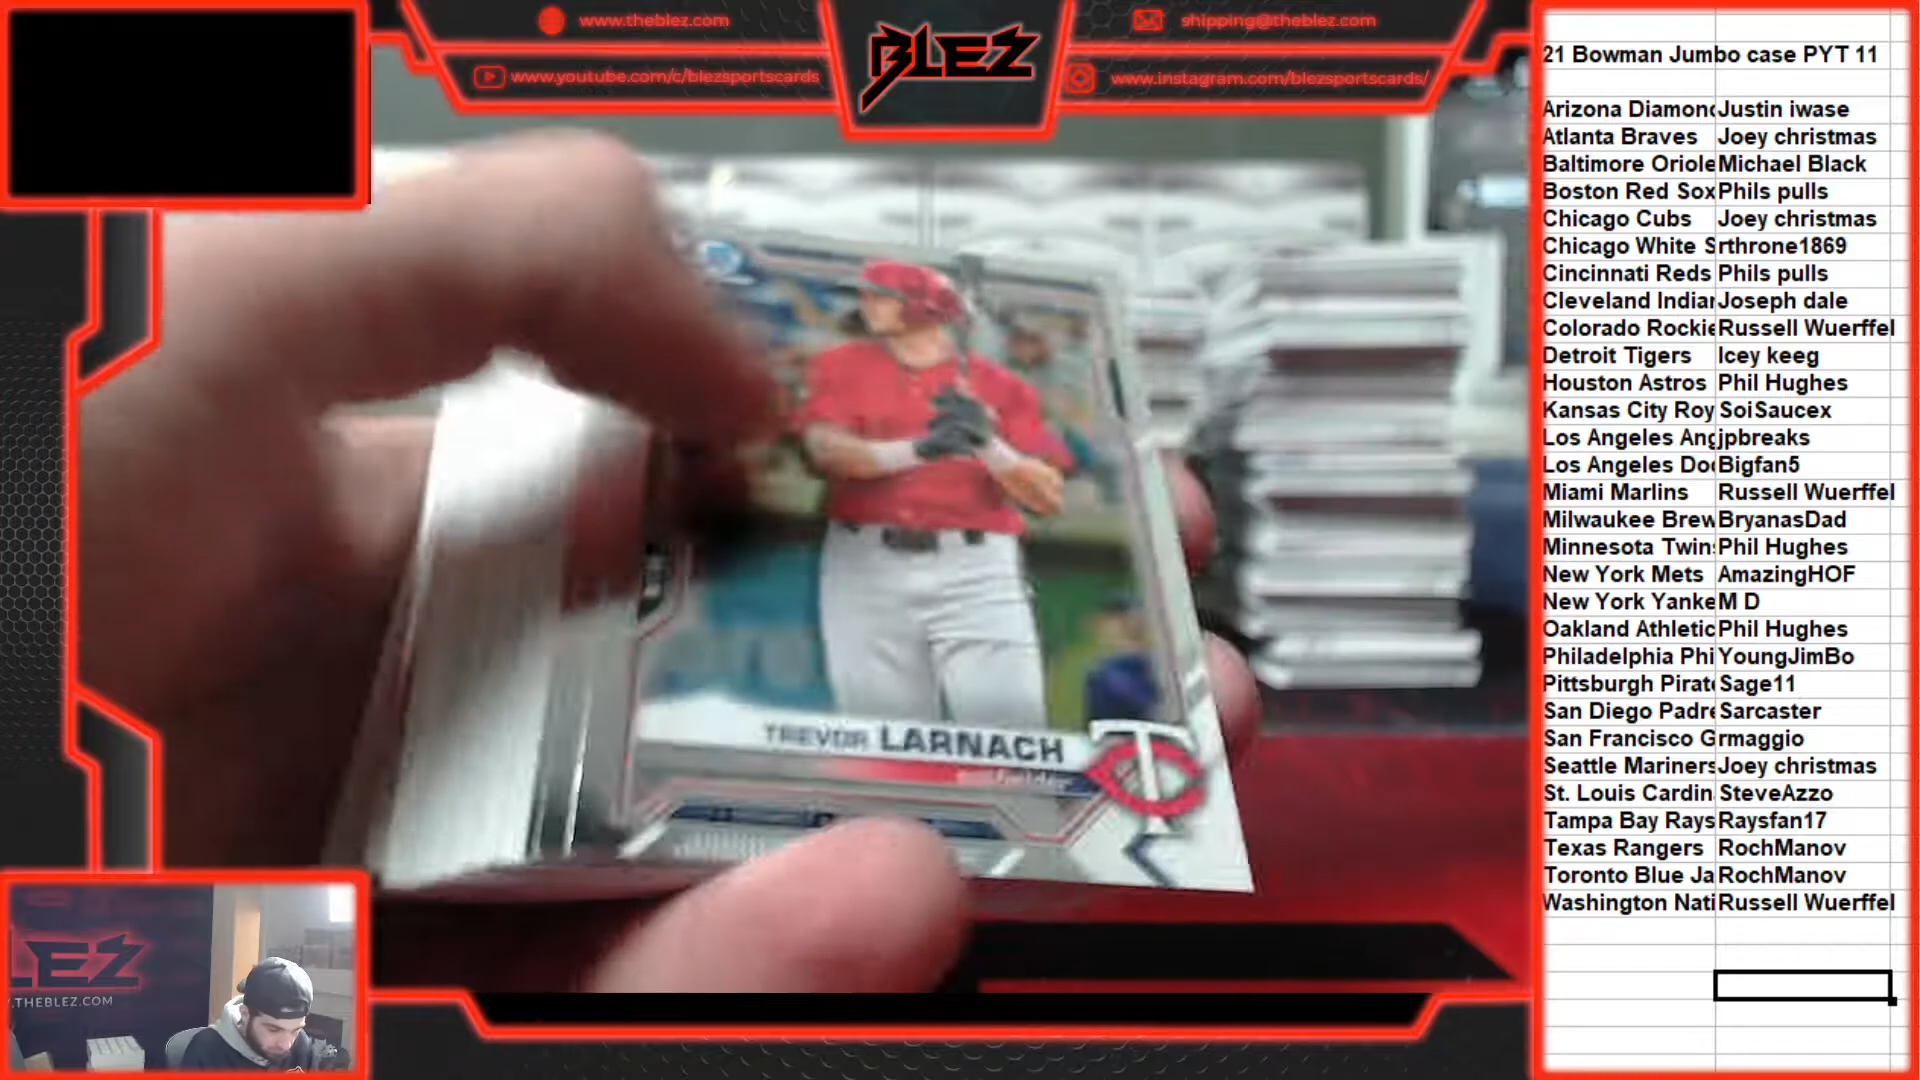 www.theblez.com
www.youtube.com/c/blezsportscards
BLEZ
shipping@theblez.com
www.instagram.com/blezsportscards/
TREVOR LARNACH
LEZ
.THEBLEZ.COM
21 Bowman Jumbo case PYT 11
Arizona Diamond Justin iwase
Atlanta Braves Joey christmas
Baltimore Oriole Michael Black
Boston Red Sox Phils pulls
Chicago Cubs Joey christmas
Chicago White S rthrone1869
Cincinnati Reds Phils pulls
Cleveland Indian Joseph dale
Colorado Rockie Russell Wuerffel
Detroit Tigers Icey keeg
Houston Astros Phil Hughes
Kansas City Roy SoiSaucex
Los Angeles Ang jpbreaks
Los Angeles Dod Bigfan5
Miami Marlins Russell Wuerffel
Milwaukee Brew BryanasDad
Minnesota Twins Phil Hughes
New York Mets AmazingHOF
New York Yanke M D
Oakland Athletic Phil Hughes
Philadelphia Phi YoungJimBo
Pittsburgh Pirate Sage11
San Diego Padre Sarcaster
San Francisco G rmaggio
Seattle Mariners Joey christmas
St. Louis Cardin SteveAzzo
Tampa Bay Rays Raysfan17
Texas Rangers RochManov
Toronto Blue Ja RochManov
Washington Nati Russell Wuerffel